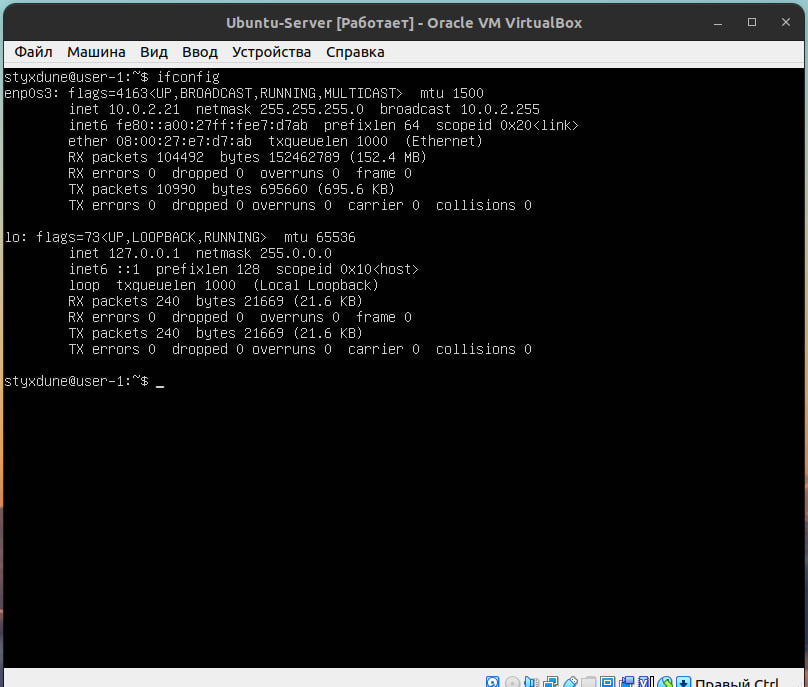 Ubuntu-Server [Работает] - Oracle VM VirtualBox
Файл Машина Вид Ввод Устройства Справка
styxdune@user-1:~$ ifconfig
enp0s3: flags=4163<UP,BROADCAST,RUNNING,MULTICAST>  mtu 1500
        inet 10.0.2.21  netmask 255.255.255.0  broadcast 10.0.2.255
        inet6 fe80::a00:27ff:fee7:d7ab  prefixlen 64  scopeid 0x20<link>
        ether 08:00:27:e7:d7:ab  txqueuelen 1000  (Ethernet)
        RX packets 104492  bytes 152462789 (152.4 MB)
        RX errors 0  dropped 0  overruns 0  frame 0
        TX packets 10990  bytes 695660 (695.6 KB)
        TX errors 0  dropped 0 overruns 0  carrier 0  collisions 0
lo: flags=73<UP,LOOPBACK,RUNNING>  mtu 65536
        inet 127.0.0.1  netmask 255.0.0.0
        inet6 ::1  prefixlen 128  scopeid 0x10<host>
        loop  txqueuelen 1000  (Local Loopback)
        RX packets 240  bytes 21669 (21.6 KB)
        RX errors 0  dropped 0  overruns 0  frame 0
        TX packets 240  bytes 21669 (21.6 KB)
        TX errors 0  dropped 0 overruns 0  carrier 0  collisions 0
styxdune@user-1:~$ _
Правый Ctrl